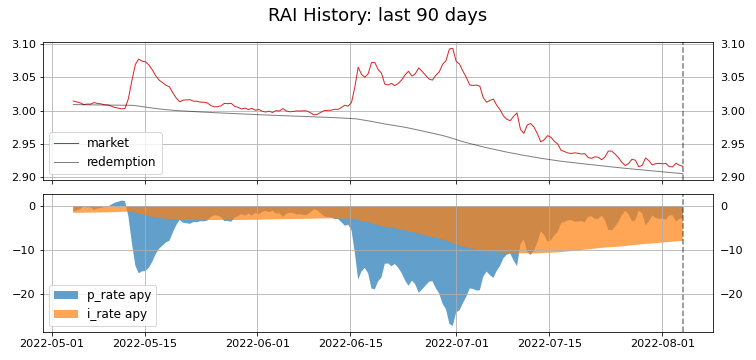 RAI History: last 90 days
3.10 3.10
3.05 3.05
3.00 3.00
2.95 2.95
2.90 2.90
market
redemption
0 0
−10 −10
−20 −20
p_rate apy
i_rate apy
2022-05-01 2022-05-15 2022-06-01 2022-06-15 2022-07-01 2022-07-15 2022-08-01